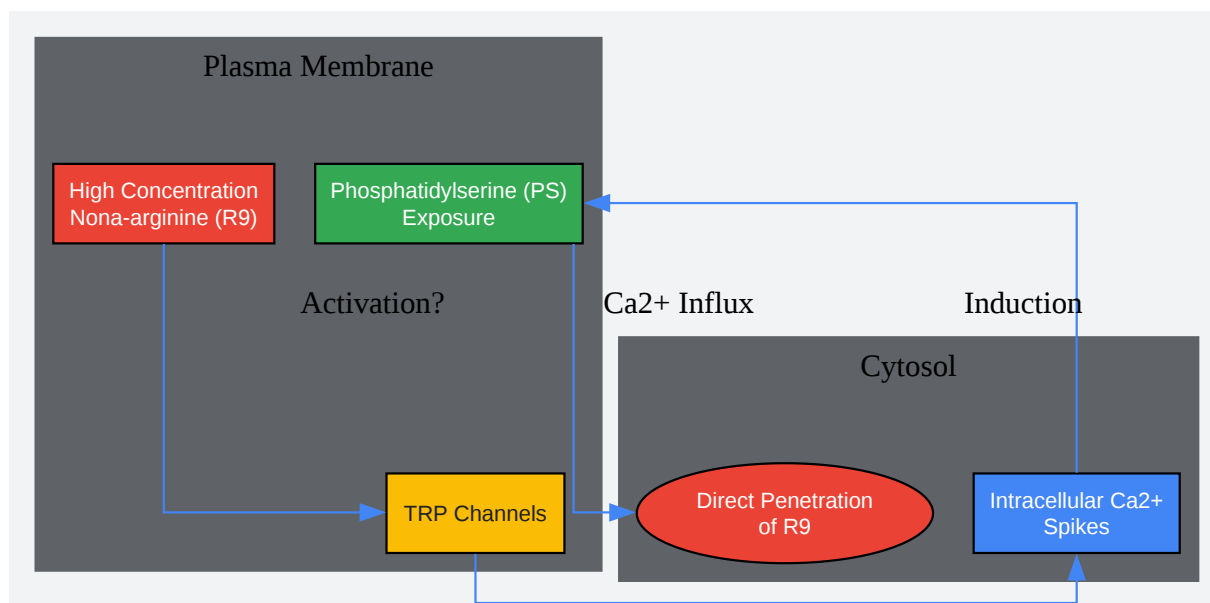 Plasma Membrane
High Concentration
Nona-arginine (R9)
Phosphatidylserine (PS)
Exposure
Activation?
Ca2+ Influx
Induction
Cytosol
TRP Channels
Direct Penetration
of R9
Intracellular Ca2+
Spikes